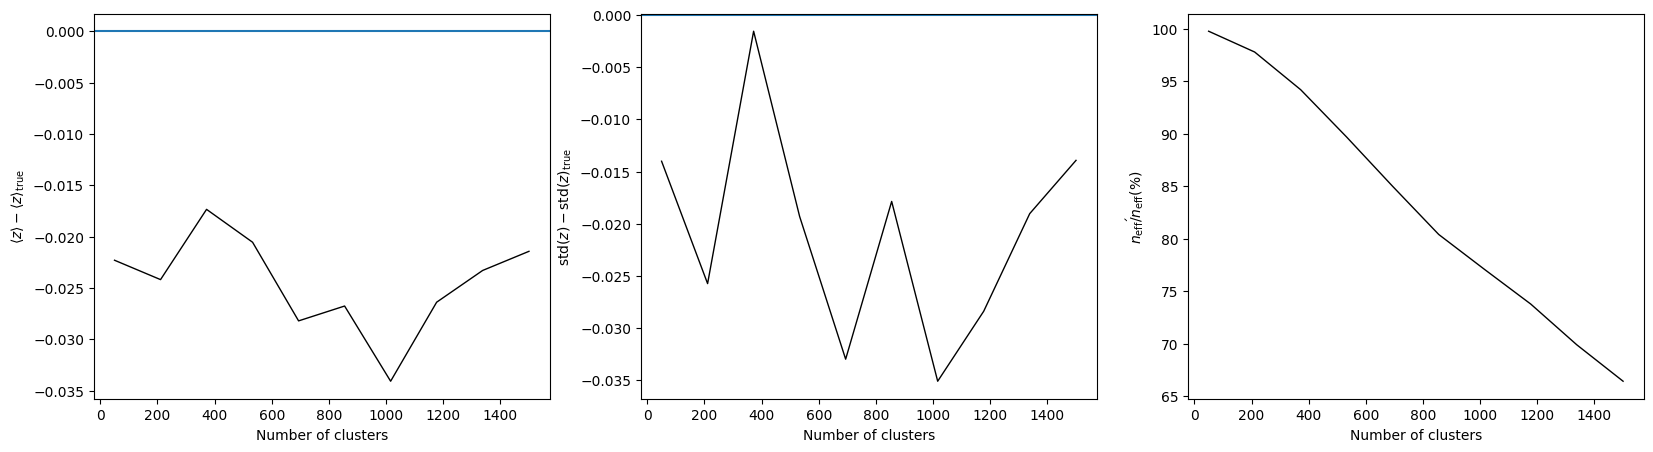 0.000
−0.005
−0.010
−0.015
−0.020
−0.025
−0.030
−0.035
⟨z⟩ − ⟨z⟩true
0 200 400 600 800 1000 1200 1400
Number of clusters
0.000
−0.005
−0.010
−0.015
−0.020
−0.025
−0.030
−0.035
std(z) − std(z)true
0 200 400 600 800 1000 1200 1400
Number of clusters
100
95
90
85
80
75
70
65
n′eff/neff(%)
0 200 400 600 800 1000 1200 1400
Number of clusters